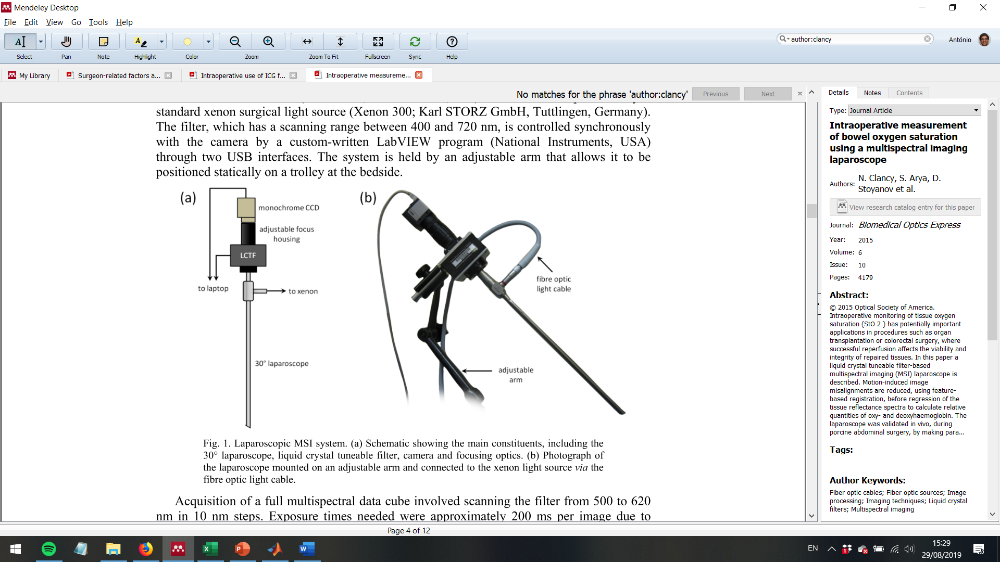 Mendeley Desktop
File Edit View Go Tools Help
A Select
Pan
Note
A Highlight
Color
Zoom
Zoom To Fit
Fullscreen
Sync
Help
author:clancy
António
My Library
Surgeon-related factors a...
Intraoperative use of ICG f...
Intraoperative measureme...
No matches for the phrase 'author:clancy' Previous Next
standard xenon surgical light source (Xenon 300; Karl STORZ GmbH, Tuttlingen, Germany).
The filter, which has a scanning range between 400 and 720 nm, is controlled synchronously
with the camera by a custom-written LabVIEW program (National Instruments, USA)
through two USB interfaces. The system is held by an adjustable arm that allows it to be
positioned statically on a trolley at the bedside.
(a)
monochrome CCD
adjustable focus
housing
LCTF
to laptop
to xenon
30° laparoscope
(b)
fibre optic
light cable
adjustable
arm
Fig. 1. Laparoscopic MSI system. (a) Schematic showing the main constituents, including the
30° laparoscope, liquid crystal tuneable filter, camera and focusing optics. (b) Photograph of
the laparoscope mounted on an adjustable arm and connected to the xenon light source via the
fibre optic light cable.
Acquisition of a full multispectral data cube involved scanning the filter from 500 to 620
nm in 10 nm steps. Exposure times needed were approximately 200 ms per image due to
Page 4 of 12
Details Notes Contents
Type: Journal Article
Intraoperative measurement
of bowel oxygen saturation
using a multispectral imaging
laparoscope
Authors: N. Clancy, S. Arya, D.
Stoyanov et al.
View research catalog entry for this paper
Journal: Biomedical Optics Express
Year: 2015
Volume: 6
Issue: 10
Pages: 4179
Abstract:
© 2015 Optical Society of America.
Intraoperative monitoring of tissue oxygen
saturation (StO 2 ) has potentially important
applications in procedures such as organ
transplantation or colorectal surgery, where
successful reperfusion affects the viability and
integrity of repaired tissues. In this paper a
liquid crystal tuneable filter-based
multispectral imaging (MSI) laparoscope is
described. Motion-induced image
misalignments are reduced, using feature-
based registration, before regression of the
tissue reflectance spectra to calculate relative
quantities of oxy- and deoxyhaemoglobin. The
laparoscope was validated in vivo, during
porcine abdominal surgery, by making para...
Tags:
Author Keywords:
Fiber optic cables; Fiber optic sources; Image
processing; Imaging techniques; Liquid crystal
filters; Multispectral imaging
EN
15:29
29/08/2019